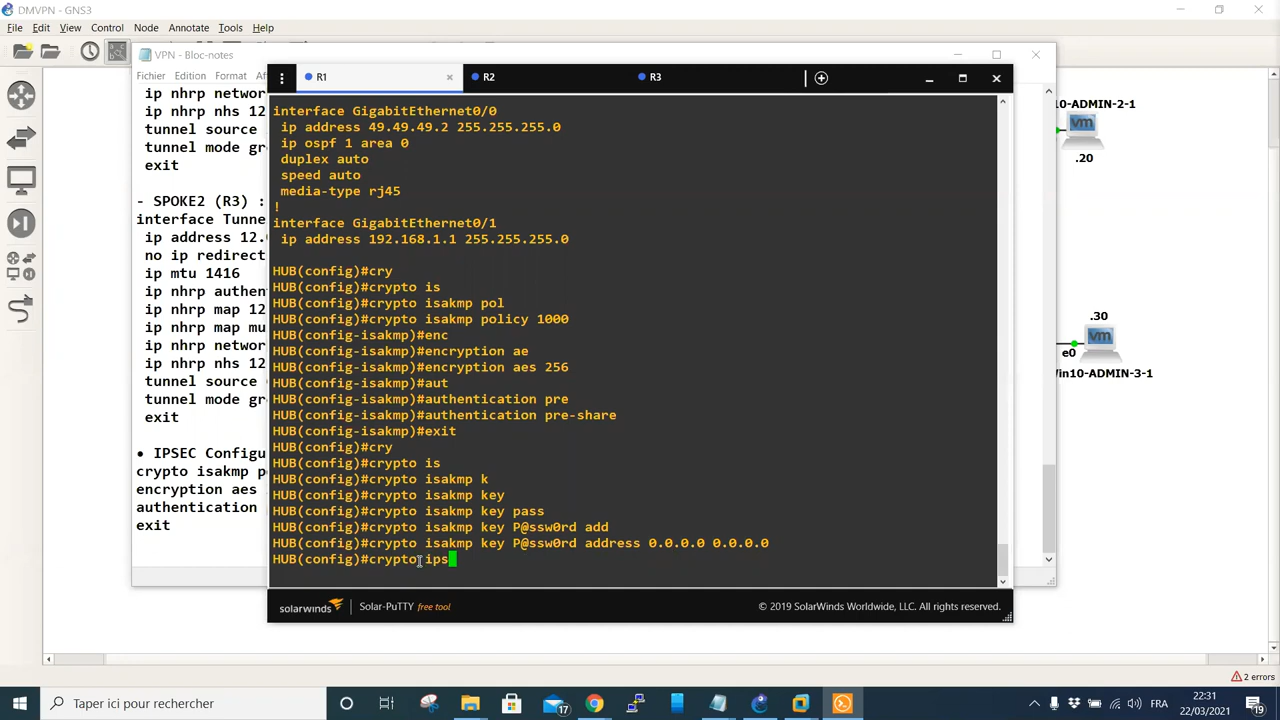 DMVPN - GNS3
File Edit View Control Node Annotate Tools Help
VPN - Bloc-notes
Fichier Edition Format
ip nhrp networ
ip nhrp nhs 12
tunnel source
tunnel mode gr
exit
- SPOKE2 (R3) :
interface Tunne
ip address 12.
no ip redirect
ip mtu 1416
ip nhrp authen
ip nhrp map 12
ip nhrp map mu
ip nhrp networ
ip nhrp nhs 12
tunnel source
tunnel mode gr
exit
• IPSEC Configu
crypto isakmp p
encryption aes
authentication
exit
R1
R2
R3
interface GigabitEthernet0/0
ip address 49.49.49.2 255.255.255.0
ip ospf 1 area 0
duplex auto
speed auto
media-type rj45
!
interface GigabitEthernet0/1
ip address 192.168.1.1 255.255.255.0
HUB(config)#cry
HUB(config)#crypto is
HUB(config)#crypto isakmp pol
HUB(config)#crypto isakmp policy 1000
HUB(config-isakmp)#enc
HUB(config-isakmp)#encryption ae
HUB(config-isakmp)#encryption aes 256
HUB(config-isakmp)#aut
HUB(config-isakmp)#authentication pre
HUB(config-isakmp)#authentication pre-share
HUB(config-isakmp)#exit
HUB(config)#cry
HUB(config)#crypto is
HUB(config)#crypto isakmp k
HUB(config)#crypto isakmp key
HUB(config)#crypto isakmp key pass
HUB(config)#crypto isakmp key P@ssw0rd add
HUB(config)#crypto isakmp key P@ssw0rd address 0.0.0.0 0.0.0.0
HUB(config)#crypto ips
solarwinds Solar-PuTTY free tool
© 2019 SolarWinds Worldwide, LLC. All rights reserved.
10-ADMIN-2-1
vm
.20
.30
vm
e0
Win10-ADMIN-3-1
2 errors
Taper ici pour rechercher
17
FR
22:31
22/03/2021
19